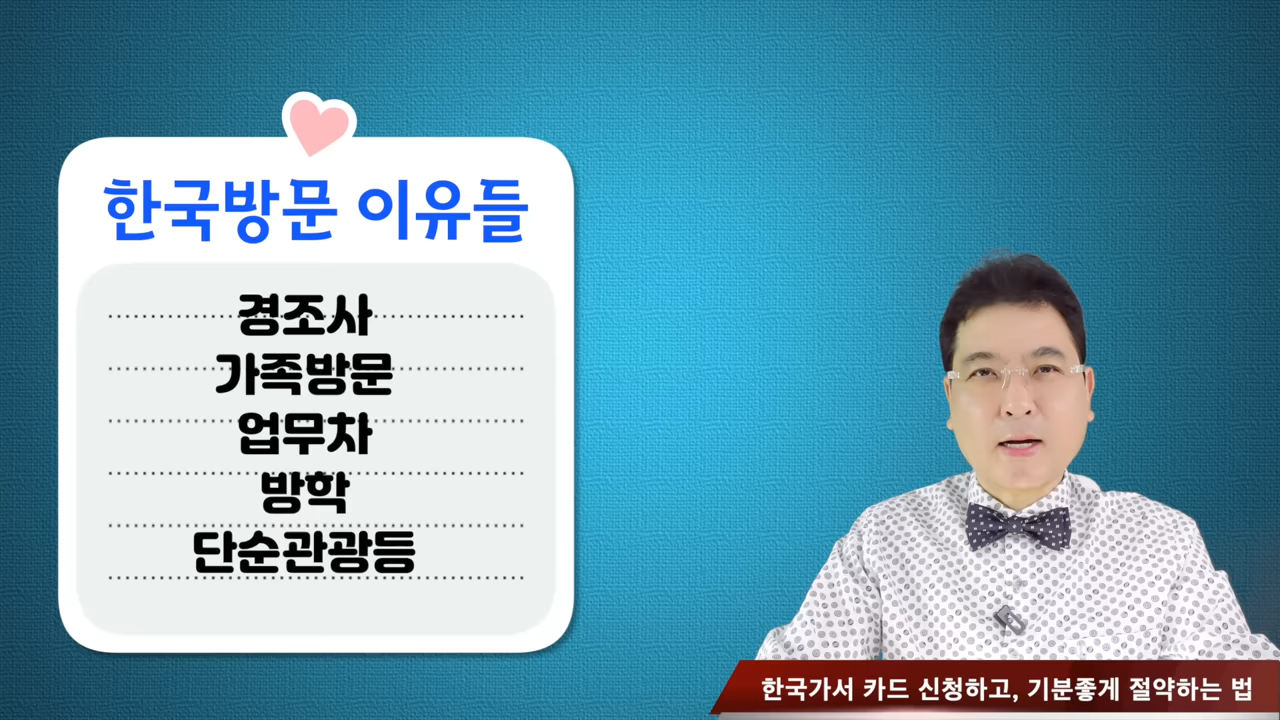 한국방문 이유들
경조사
가족방문
업무차
방학
단순관광등
한국가서 카드 신청하고, 기분좋게 절약하는 법